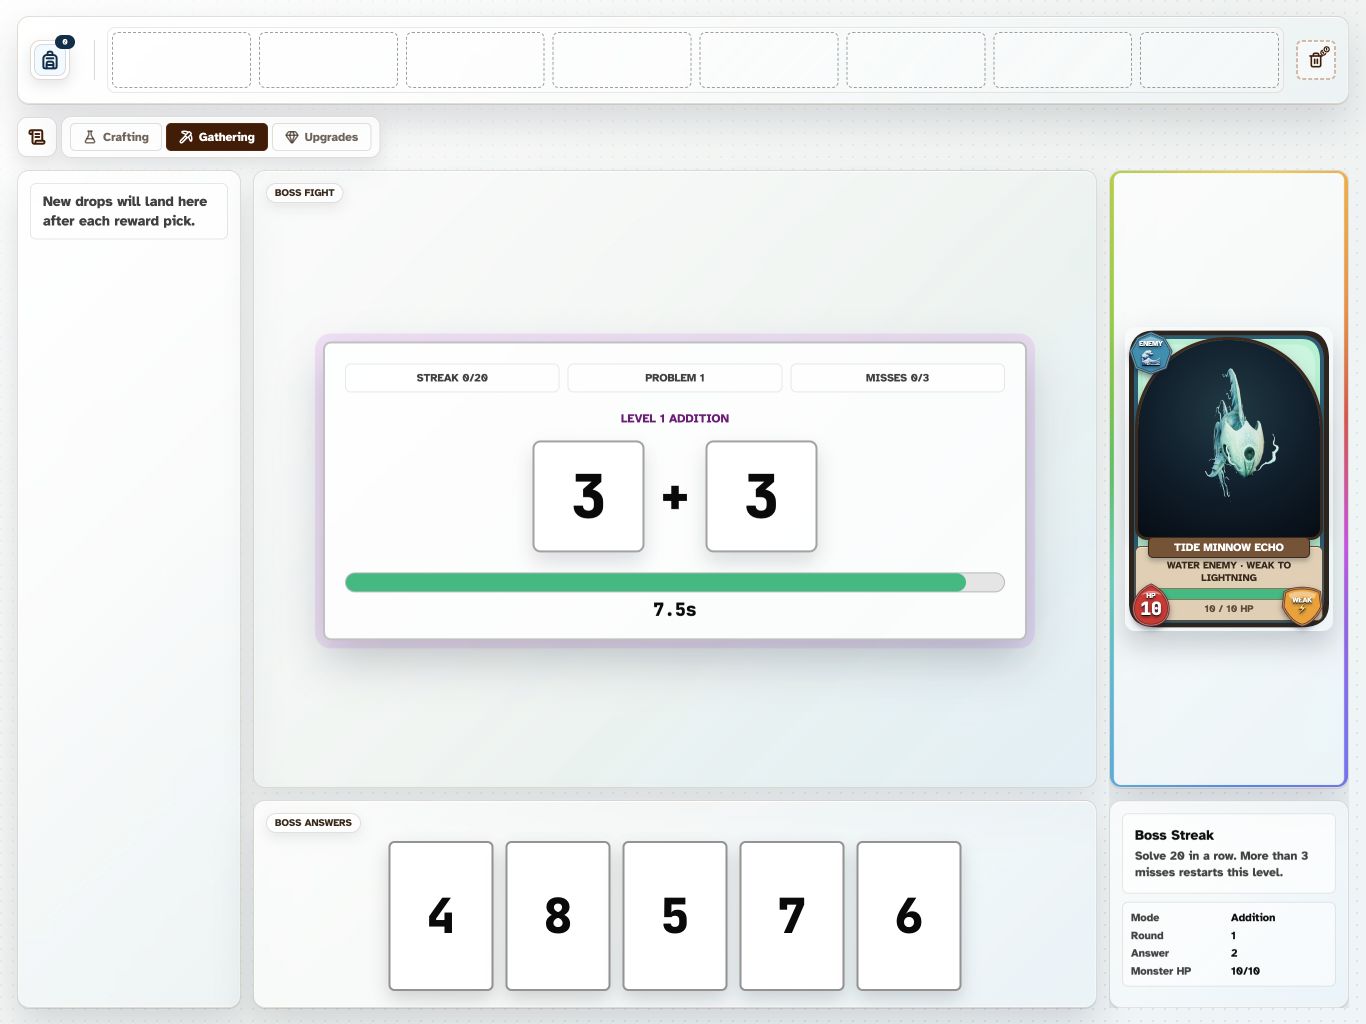 0
Crafting
Gathering
Upgrades
New drops will land here
after each reward pick.
BOSS FIGHT
STREAK 0/20
PROBLEM 1
MISSES 0/3
LEVEL 1 ADDITION
3 + 3
7.5s
ENEMY
TIDE MINNOW ECHO
WATER ENEMY · WEAK TO
LIGHTNING
HP
10
10 / 10 HP
WEAK
BOSS ANSWERS
4
8
5
7
6
Boss Streak
Solve 20 in a row. More than 3
misses restarts this level.
Mode Addition
Round 1
Answer 2
Monster HP 10/10